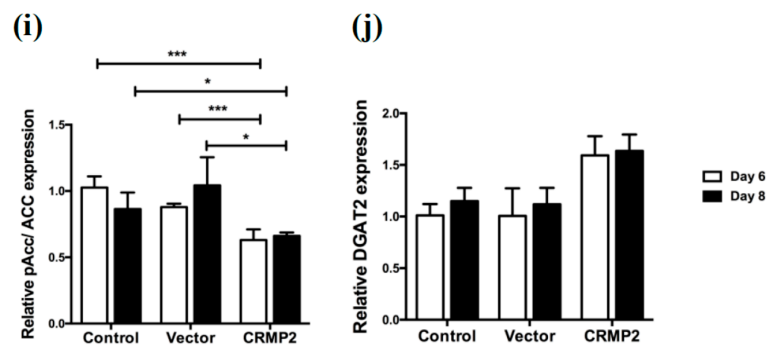 (i)
(j)
***
*
***
*
Relative pAcc/ ACC expression
1.5
1.0
0.5
0.0
Control
Vector
CRMP2
Relative DGAT2 expression
2.0
1.5
1.0
0.5
0.0
Control
Vector
CRMP2
Day 6
Day 8